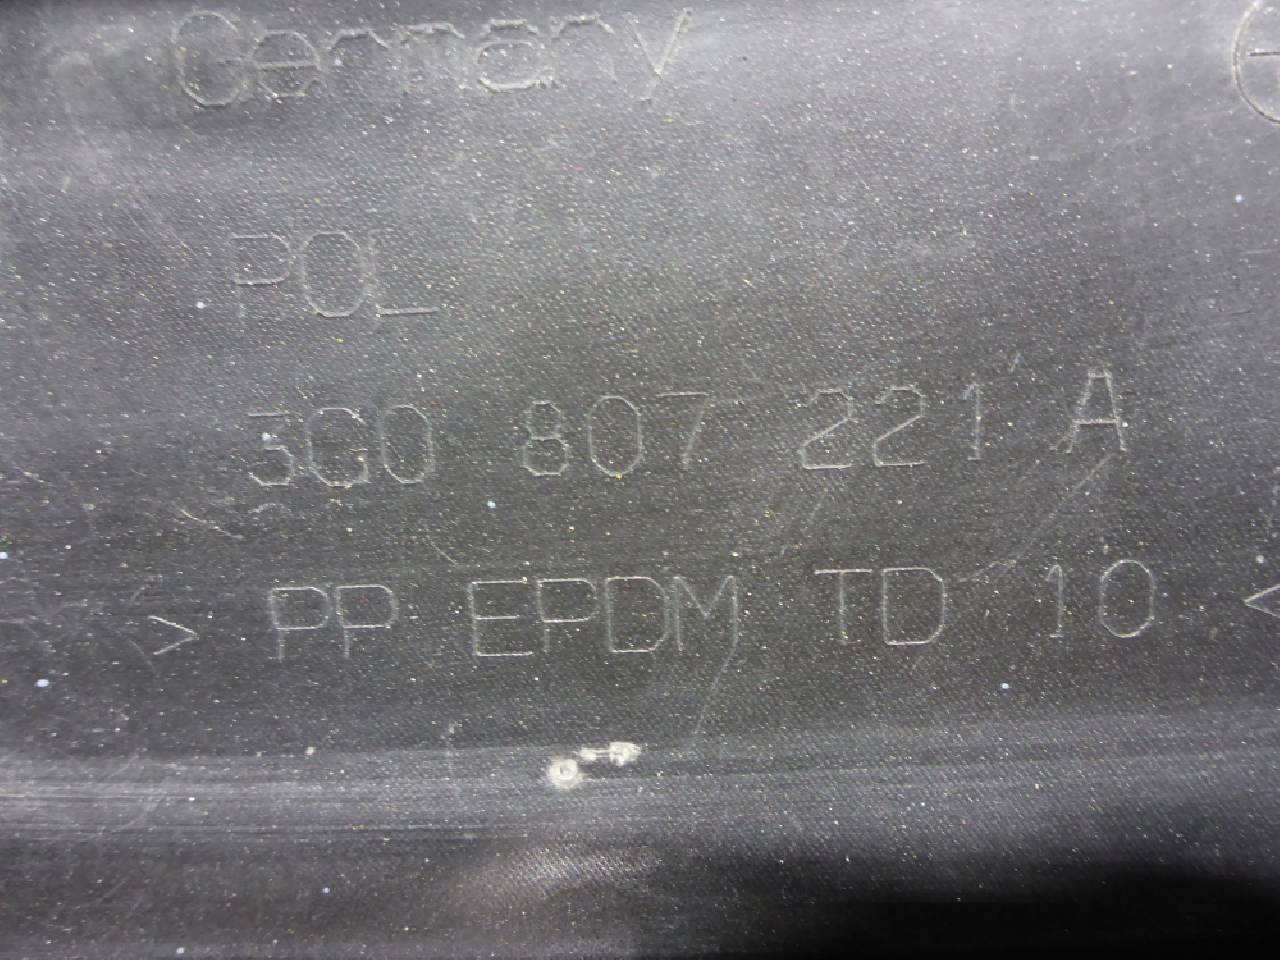 Germany
POL
3G0 807 221 A
> PP EPDM TD 10 <